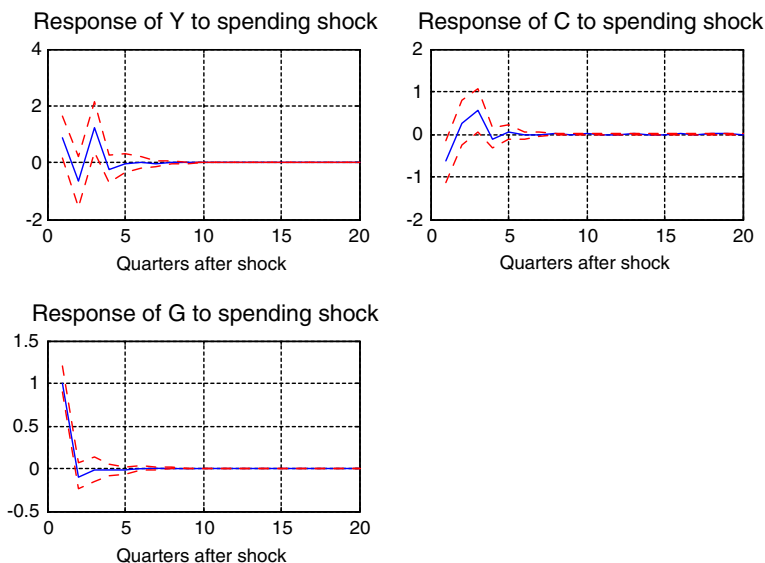 Response of Y to spending shock
4
2
0
-2
0 5 10 15 20
Quarters after shock
Response of C to spending shock
2
1
0
-1
-2
0 5 10 15 20
Quarters after shock
Response of G to spending shock
1.5
1
0.5
0
-0.5
0 5 10 15 20
Quarters after shock